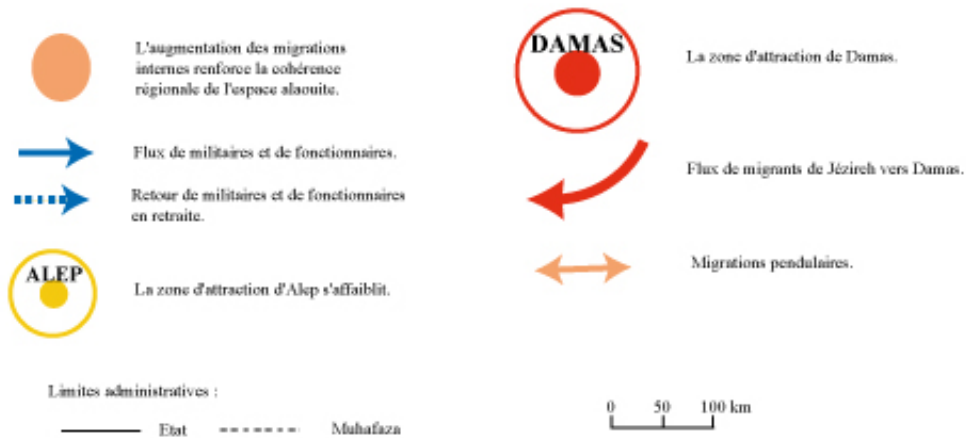 L'augmentation des migrations
internes renforce la cohérence
régionale de l'espace alaouite.
Flux de militaires et de fonctionnaires.
Retour de militaires et de fonctionnaires
en retraite.
ALEP
La zone d'attraction d'Alep s'affaiblit.
DAMAS
La zone d'attraction de Damas.
Flux de migrants de Jézireh vers Damas.
Migrations pendulaires.
Limites administratives :
Etat
Muhafaza
0 50 100 km